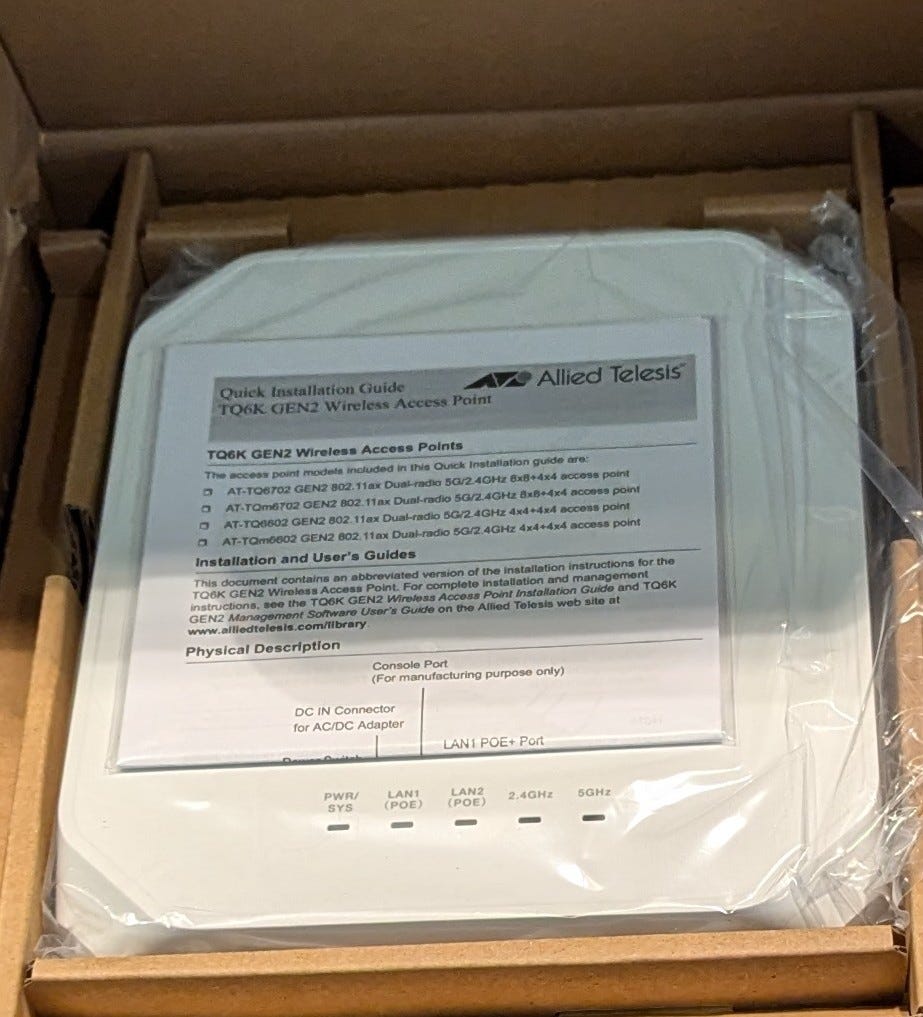 Quick Installation Guide
Allied Telesis™
TQ6K GEN2 Wireless Access Point
TQ6K GEN2 Wireless Access Points
The access point models included in this Quick Installation guide are:
AT-TQ6702 GEN2 802.11ax Dual-radio 5G/2.4GHz 8x8+4x4 access point
AT-TQm6702 GEN2 802.11ax Dual-radio 5G/2.4GHz 8x8+4x4 access point
AT-TQ6602 GEN2 802.11ax Dual-radio 5G/2.4GHz 4x4+4x4 access point
AT-TQm6602 GEN2 802.11ax Dual-radio 5G/2.4GHz 4x4+4x4 access point
Installation and User's Guides
This document contains an abbreviated version of the installation instructions for the
TQ6K GEN2 Wireless Access Point. For complete installation and management
instructions, see the TQ6K GEN2 Wireless Access Point Installation Guide and TQ6K
GEN2 Management Software User's Guide on the Allied Telesis web site at
www.alliedtelesis.com/library.
Physical Description
Console Port
(For manufacturing purpose only)
DC IN Connector
for AC/DC Adapter
LAN1 POE+ Port
PWR/
SYS
LAN1
(POE)
LAN2
(POE)
2.4GHz
5GHz